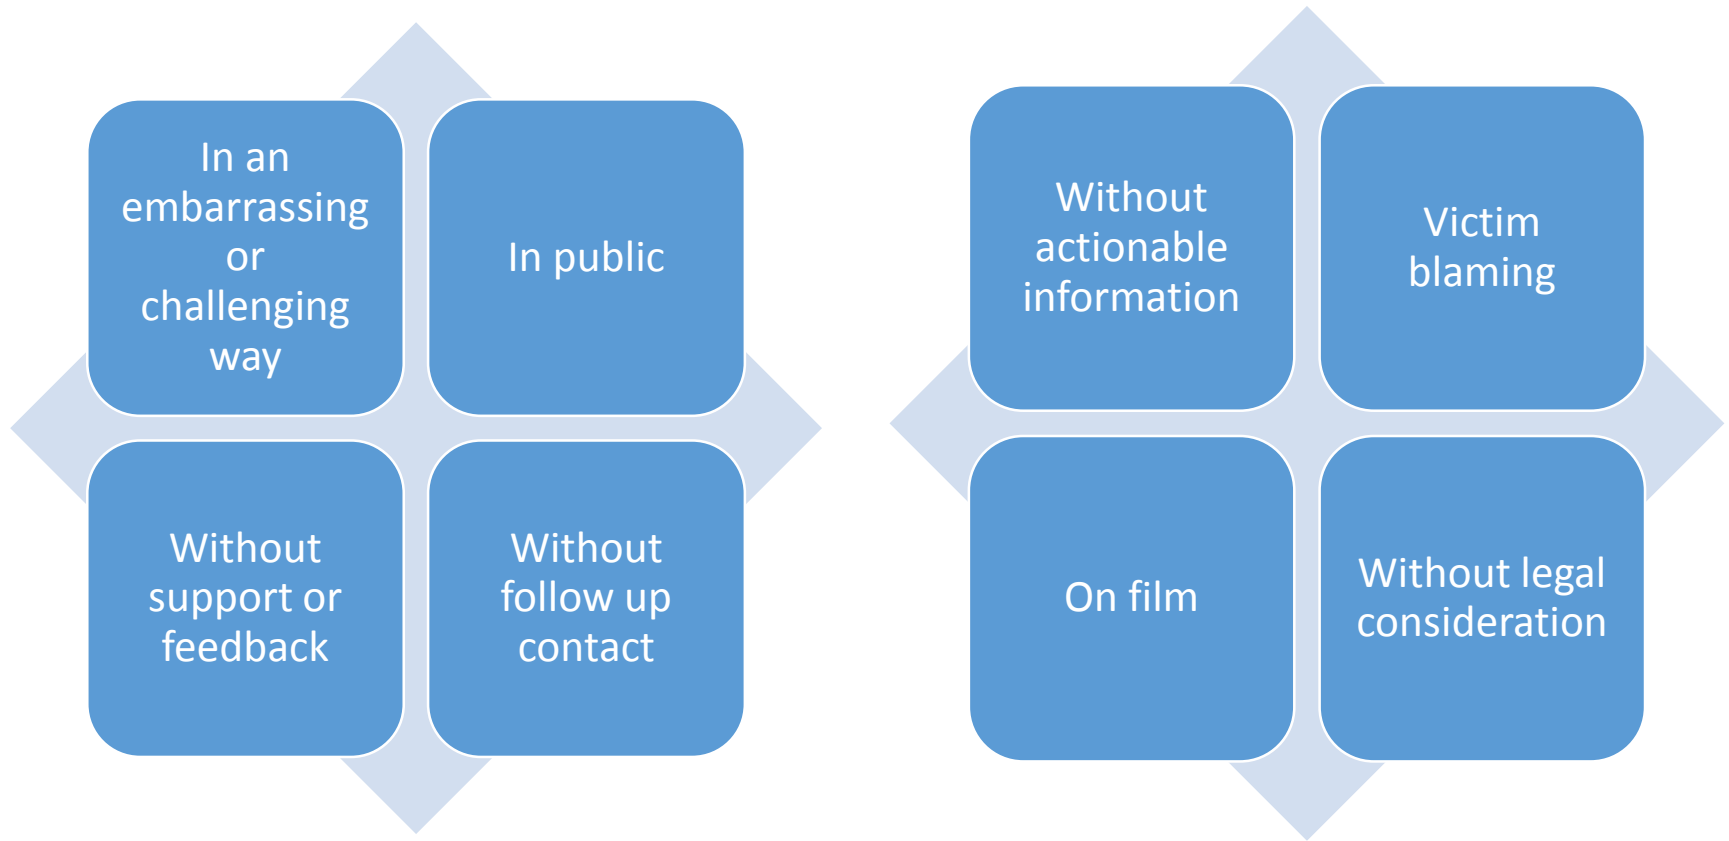 In an
embarrassing
or
challenging
way
In public
Without
support or
feedback
Without
follow up
contact
Without
actionable
information
Victim
blaming
On film
Without legal
consideration